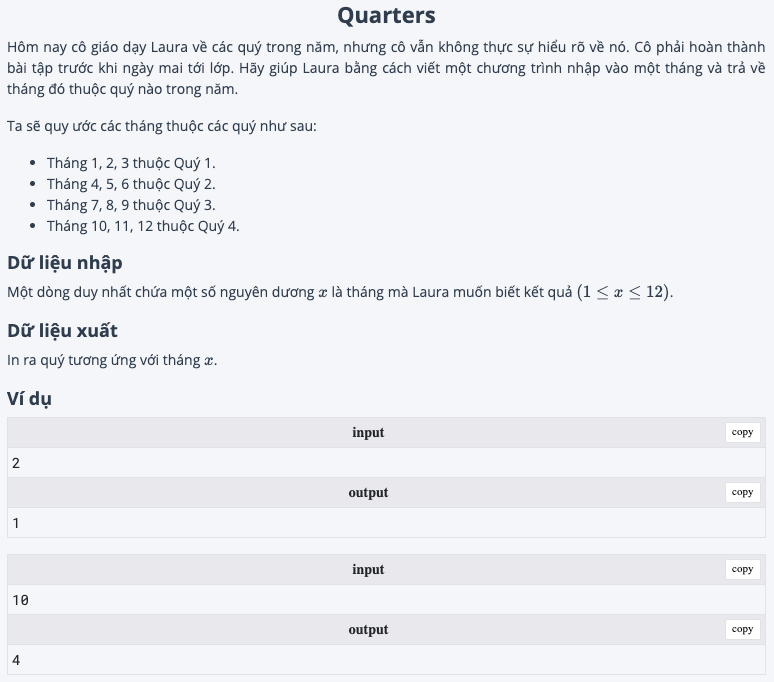 Quarters
Hôm nay cô giáo dạy Laura về các quý trong năm, nhưng cô vẫn không thực sự hiểu rõ về nó. Cô phải hoàn thành
bài tập trước khi ngày mai tới lớp. Hãy giúp Laura bằng cách viết một chương trình nhập vào một tháng và trả về
tháng đó thuộc quý nào trong năm.
Ta sẽ quy ước các tháng thuộc các quý như sau:
• Tháng 1, 2, 3 thuộc Quý 1.
• Tháng 4, 5, 6 thuộc Quý 2.
• Tháng 7, 8, 9 thuộc Quý 3.
• Tháng 10, 11, 12 thuộc Quý 4.
Dữ liệu nhập
Một dòng duy nhất chứa một số nguyên dương x là tháng mà Laura muốn biết kết quả (1 ≤ x ≤ 12).
Dữ liệu xuất
In ra quý tương ứng với tháng x.
Ví dụ
input copy
2
output copy
1
input copy
10
output copy
4